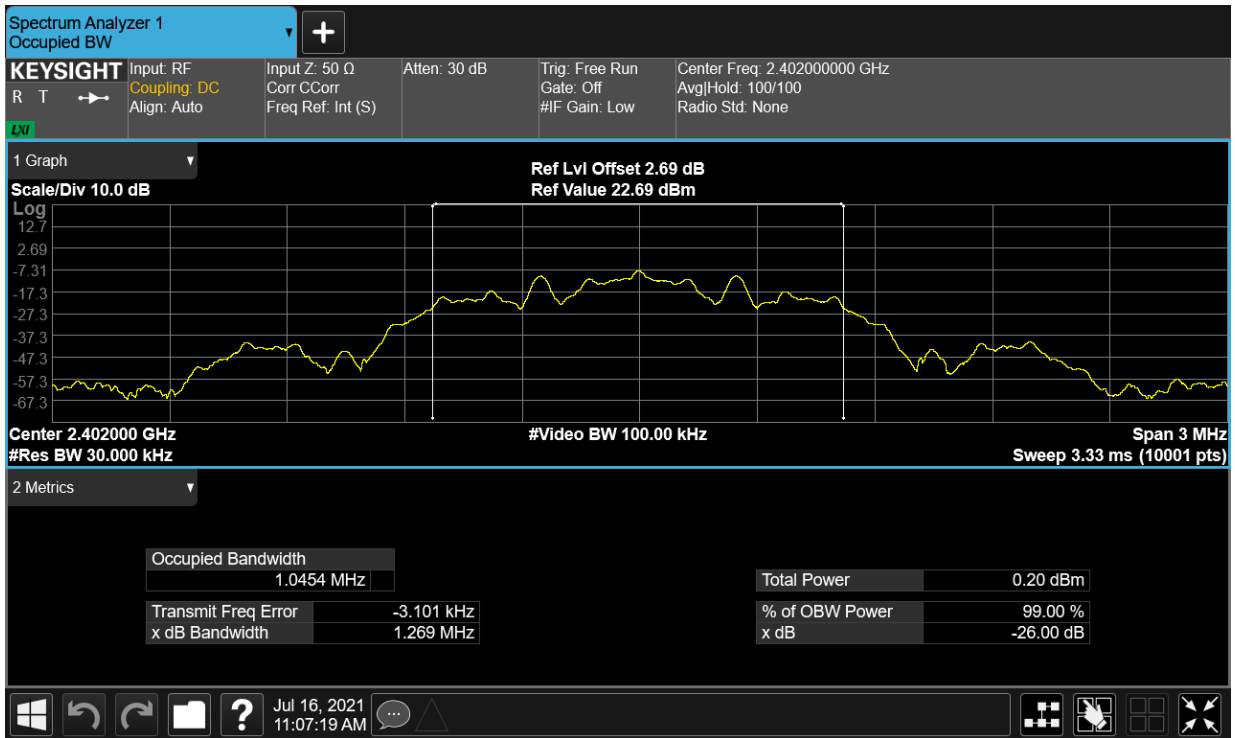 Spectrum Analyzer 1
Occupied BW
KEYSIGHT
R T
LXI
Input: RF
Coupling: DC
Align: Auto
Input Z: 50 Ω
Corr CCorr
Freq Ref: Int (S)
Atten: 30 dB
Trig: Free Run
Gate: Off
#IF Gain: Low
Center Freq: 2.402000000 GHz
Avg|Hold: 100/100
Radio Std: None
1 Graph
Scale/Div 10.0 dB
Ref Lvl Offset 2.69 dB
Ref Value 22.69 dBm
Log
12.7
2.69
-7.31
-17.3
-27.3
-37.3
-47.3
-57.3
-67.3
Center 2.402000 GHz
#Res BW 30.000 kHz
#Video BW 100.00 kHz
Span 3 MHz
Sweep 3.33 ms (10001 pts)
2 Metrics
Occupied Bandwidth
1.0454 MHz
Transmit Freq Error -3.101 kHz
x dB Bandwidth 1.269 MHz
Total Power 0.20 dBm
% of OBW Power 99.00 %
x dB -26.00 dB
?
Jul 16, 2021
11:07:19 AM